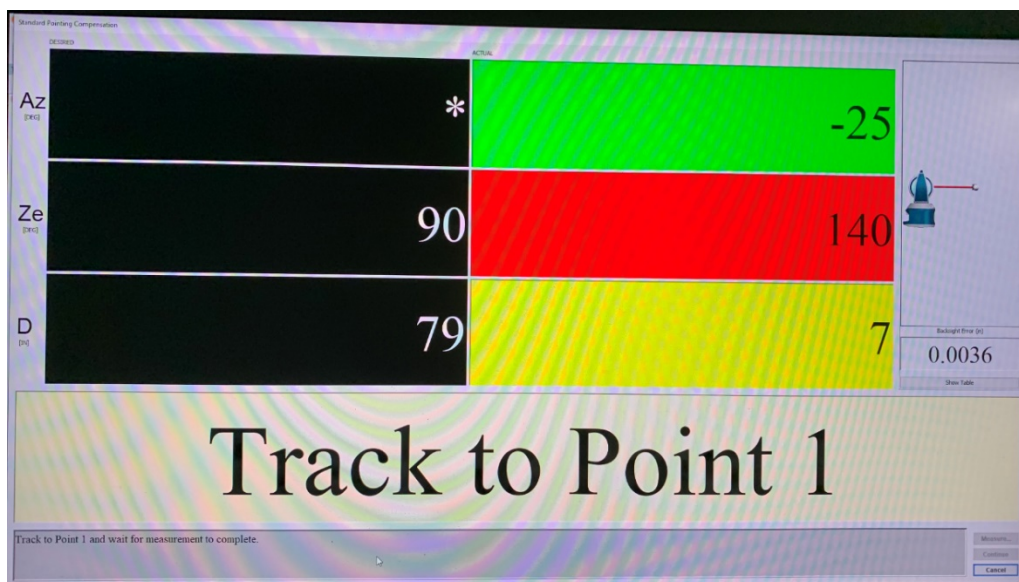 Standard Pointing Compensation
DESIRED
ACTUAL
Az
[DEG]
*
-25
Ze
[DEG]
90
140
D
[IN]
79
7
Backsight Error (in)
0.0036
Show Table
Track to Point 1
Track to Point 1 and wait for measurement to complete.
Measure...
Continue
Cancel